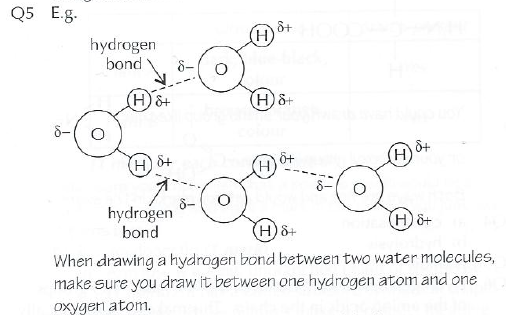 Q5 E.g.
hydrogen
bond
δ–
O
H
δ+
H
δ+
H
δ+
δ–
O
H
δ+
H
δ+
H
δ+
δ–
O
H
δ+
δ–
O
hydrogen
bond
H
δ+
H
δ+
When drawing a hydrogen bond between two water molecules,
make sure you draw it between one hydrogen atom and one
oxygen atom.